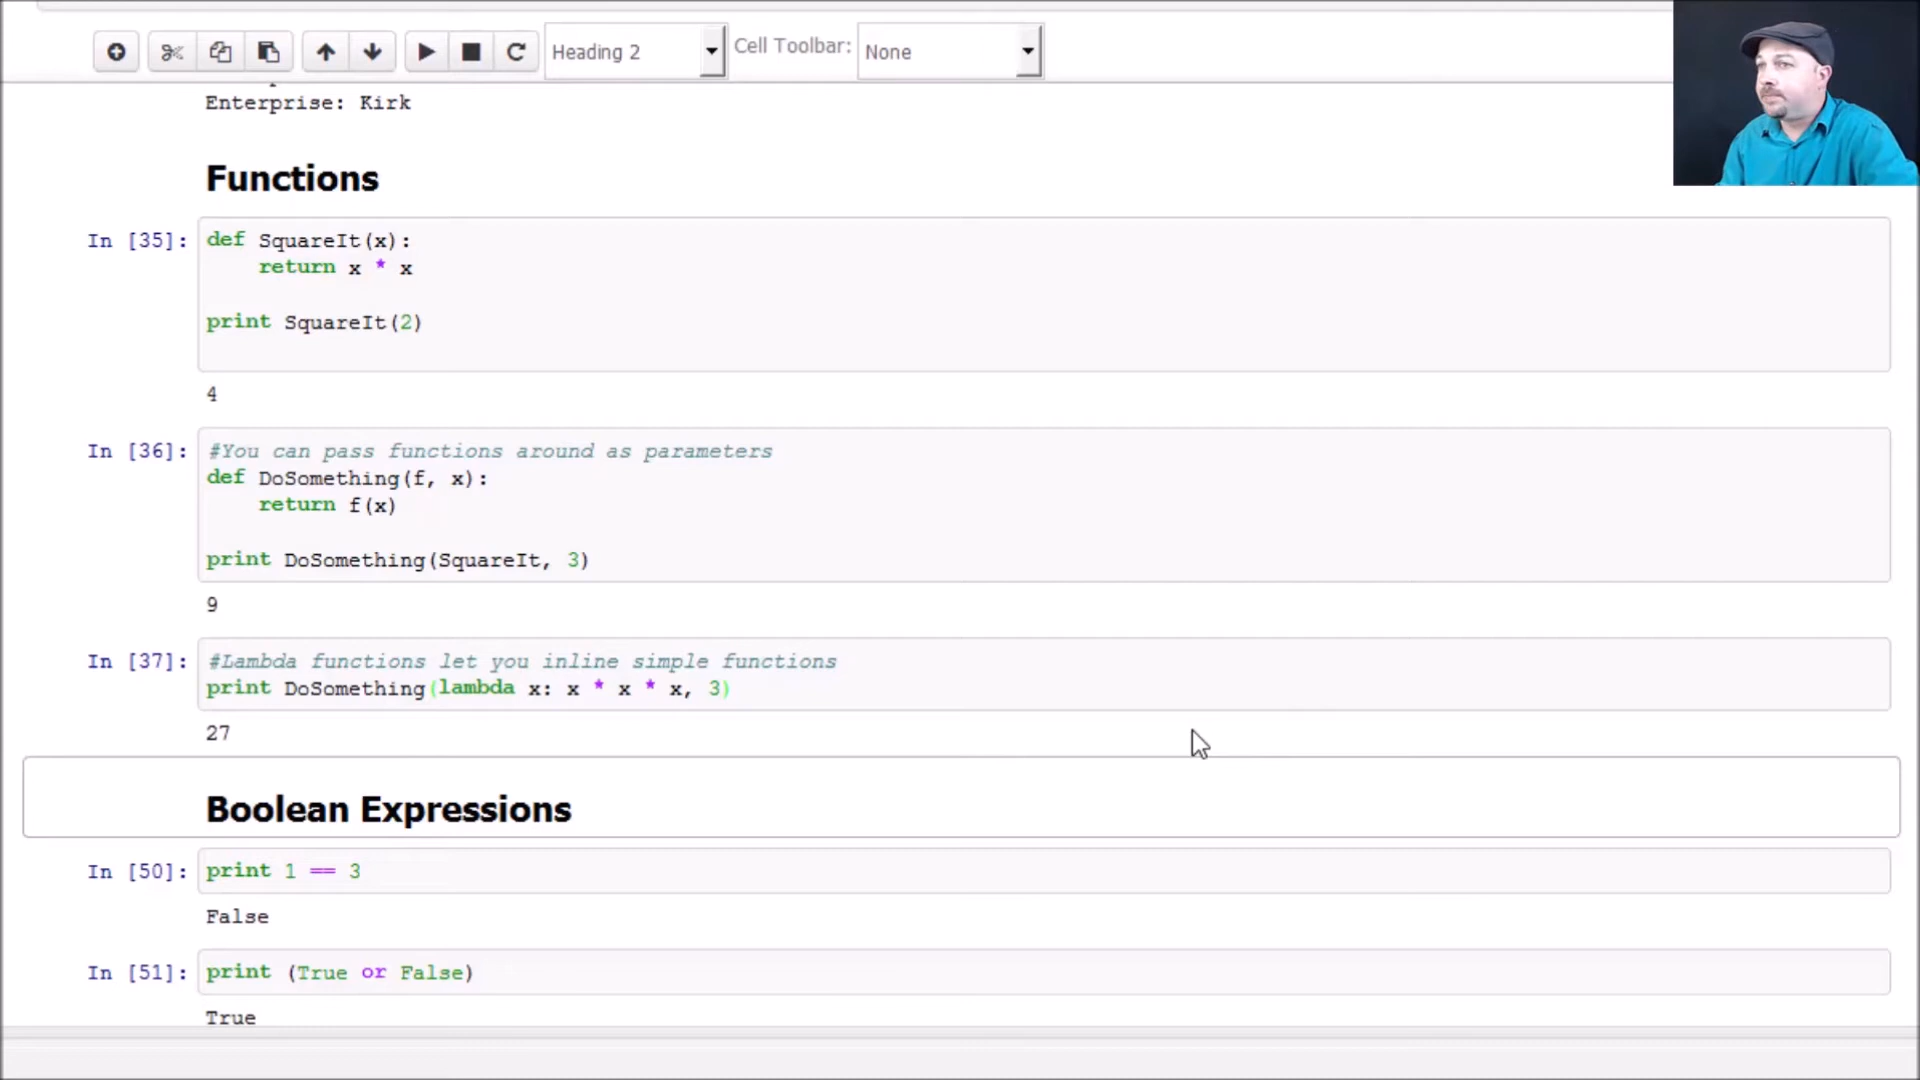 Heading 2
Cell Toolbar:
None
Enterprise: Kirk
Functions
In [35]:
def SquareIt(x):
    return x * x
print SquareIt(2)
4
In [36]:
#You can pass functions around as parameters
def DoSomething(f, x):
    return f(x)
print DoSomething(SquareIt, 3)
9
In [37]:
#Lambda functions let you inline simple functions
print DoSomething(lambda x: x * x * x, 3)
27
Boolean Expressions
In [50]:
print 1 == 3
False
In [51]:
print (True or False)
True